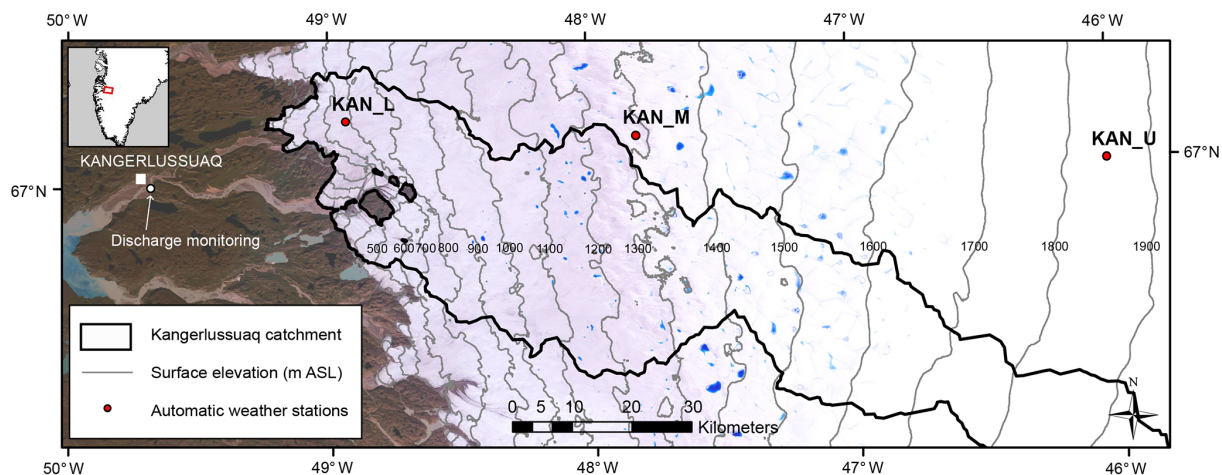 50°W
49°W
48°W
47°W
46°W
KAN_L
KAN_M
KAN_U
KANGERLUSSUAQ
67°N
67°N
Discharge monitoring
500
600
700
800
900
1000
1100
1200
1300
1400
1500
1600
1700
1800
1900
Kangerlussuaq catchment
Surface elevation (m ASL)
Automatic weather stations
0 5 10 20 30
Kilometers
N
50°W
49°W
48°W
47°W
46°W